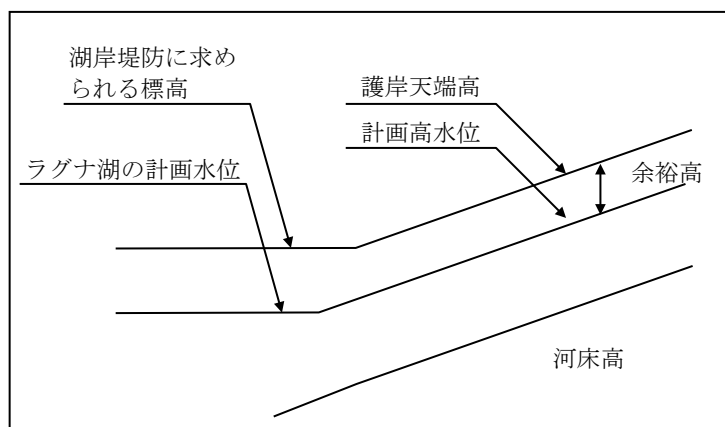 湖岸堤防に求め
られる標高
護岸天端高
計画高水位
ラグナ湖の計画水位
余裕高
河床高